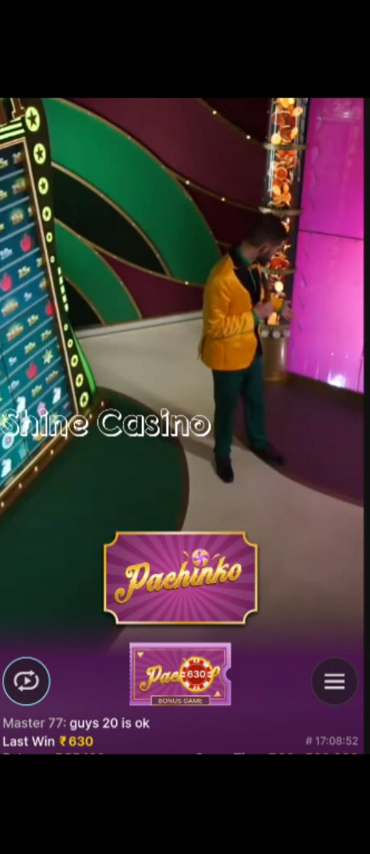 Shine Casino
Pachinko
Pachinko
630
BONUS GAME
Master 77: guys 20 is ok
Last Win ₹630
# 17:08:52